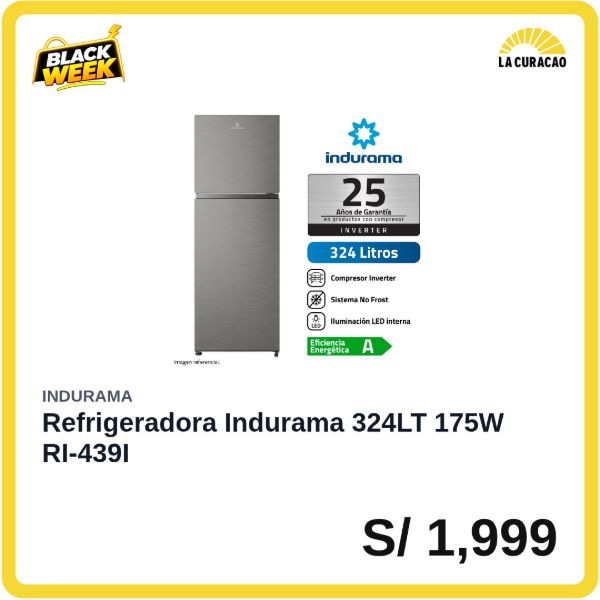 BLACK
WEEK
LA CURACAO
indurama
25
Años de Garantía
en productos con compresor
INVERTER
324 Litros
Compresor Inverter
Sistema No Frost
LED
Iluminación LED interna
Eficiencia
Energética
A
Imagen referencial.
INDURAMA
Refrigeradora Indurama 324LT 175W
RI-439I
S/ 1,999